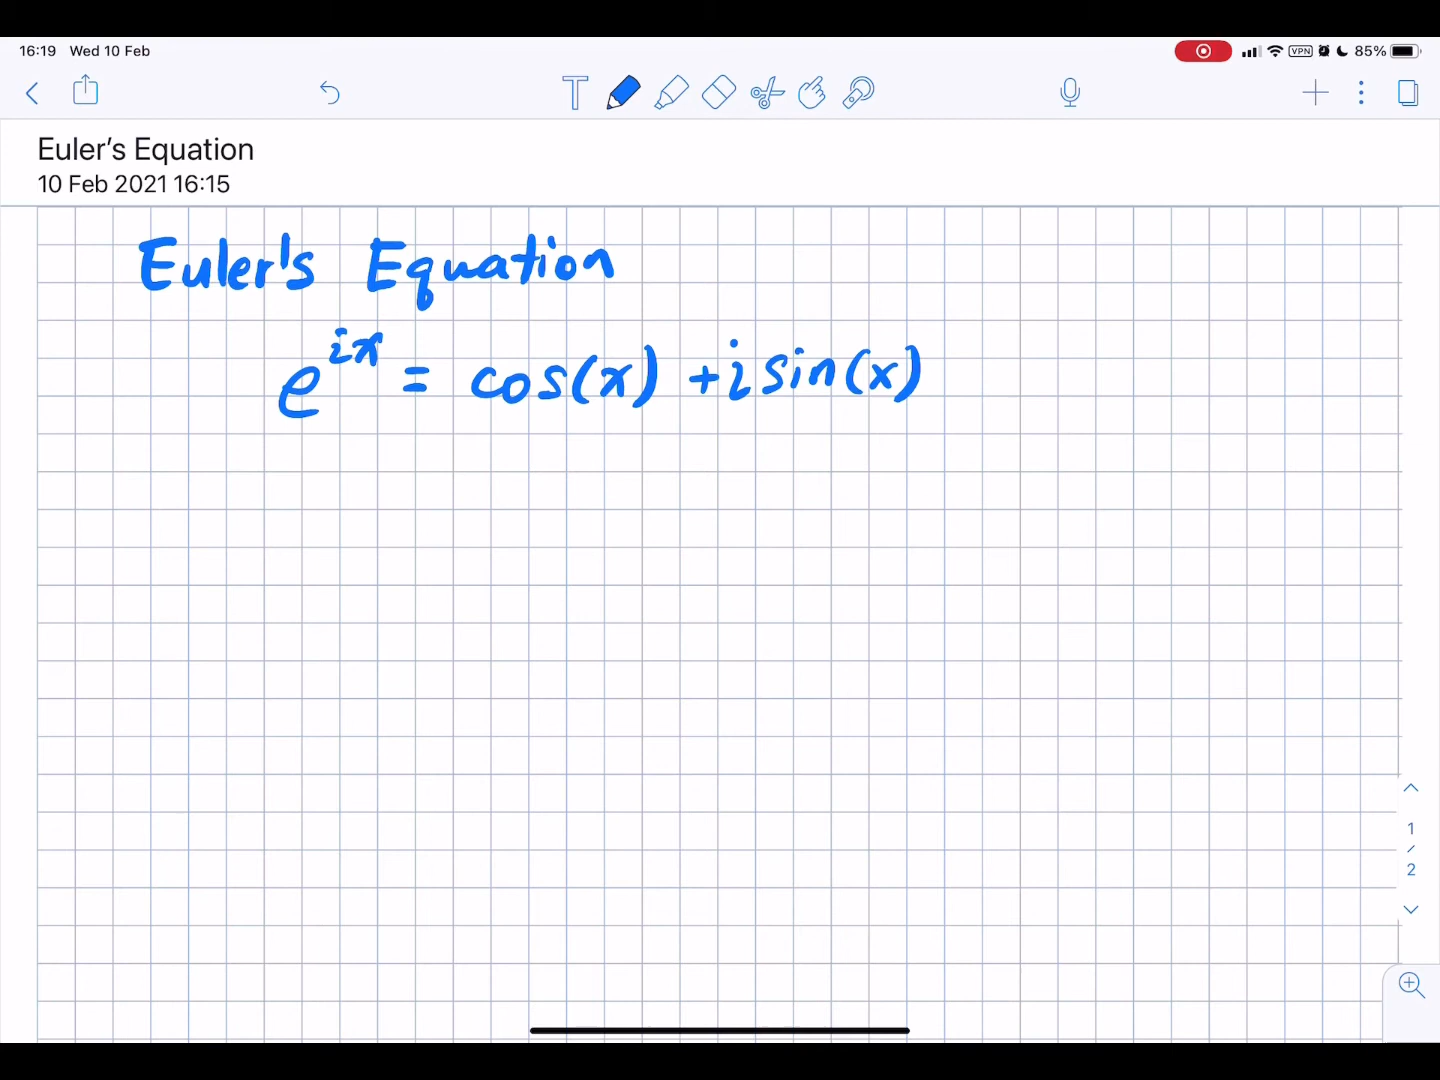 16:19 Wed 10 Feb
VPN 85%
T
Euler's Equation
10 Feb 2021 16:15
Euler's Equation
e^{ix} = cos(x) + i sin(x)
1
/
2